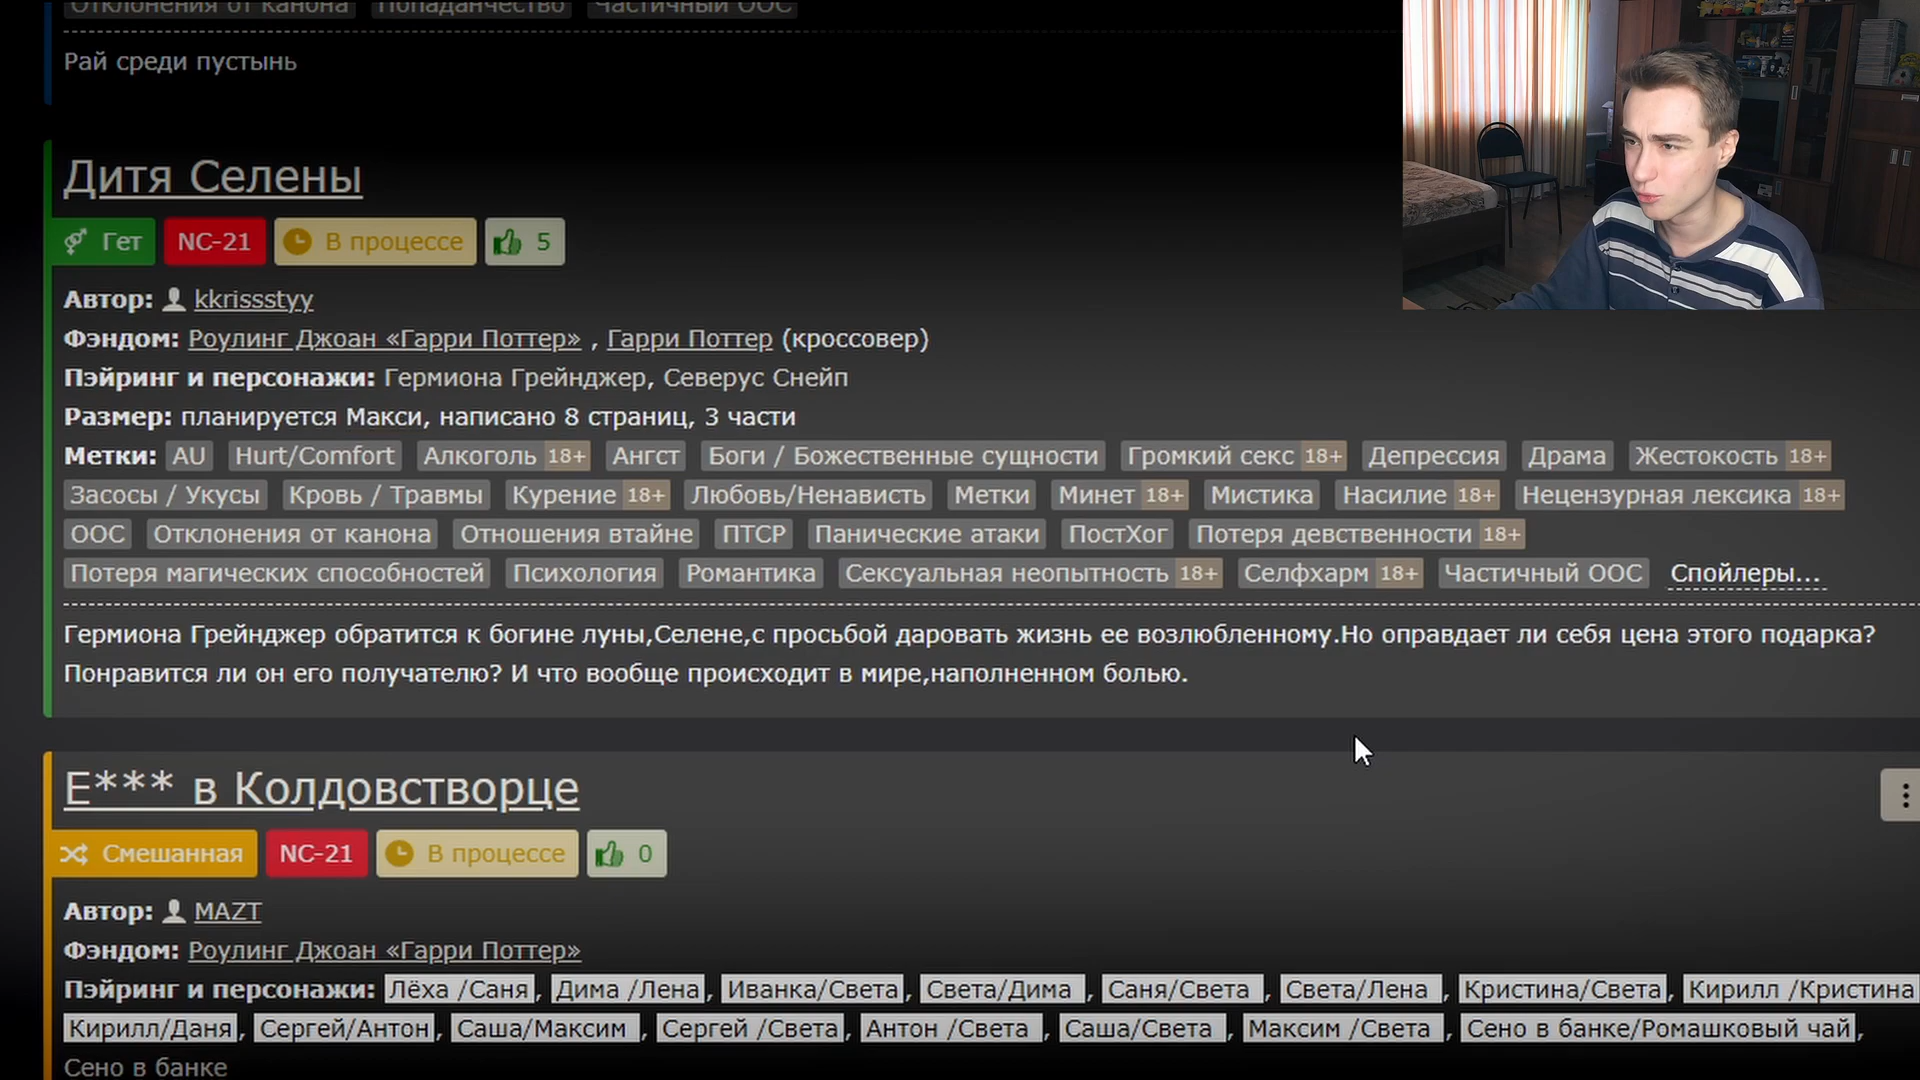 Отклонения от канона Попаданчество Частичный ООС
Рай среди пустынь
Дитя Селены
Гет NC-21 В процессе 5
Автор: kkrissstyy
Фэндом: Роулинг Джоан «Гарри Поттер» , Гарри Поттер (кроссовер)
Пэйринг и персонажи: Гермиона Грейнджер, Северус Снейп
Размер: планируется Макси, написано 8 страниц, 3 части
Метки: AU Hurt/Comfort Алкоголь 18+ Ангст Боги / Божественные сущности Громкий секс 18+ Депрессия Драма Жестокость 18+
Засосы / Укусы Кровь / Травмы Курение 18+ Любовь/Ненависть Метки Минет 18+ Мистика Насилие 18+ Нецензурная лексика 18+
ООС Отклонения от канона Отношения втайне ПТСР Панические атаки ПостХог Потеря девственности 18+
Потеря магических способностей Психология Романтика Сексуальная неопытность 18+ Селфхарм 18+ Частичный ООС Спойлеры...
Гермиона Грейнджер обратится к богине луны,Селене,с просьбой даровать жизнь ее возлюбленному.Но оправдает ли себя цена этого подарка?
Понравится ли он его получателю? И что вообще происходит в мире,наполненном болью.
Е*** в Колдовстворце
Смешанная NC-21 В процессе 0
Автор: MAZT
Фэндом: Роулинг Джоан «Гарри Поттер»
Пэйринг и персонажи: Лёха /Саня, Дима /Лена, Иванка/Света, Света/Дима , Саня/Света , Света/Лена , Кристина/Света, Кирилл /Кристина
Кирилл/Даня, Сергей/Антон, Саша/Максим , Сергей /Света, Антон /Света , Саша/Света , Максим /Света , Сено в банке/Ромашковый чай,
Сено в банке